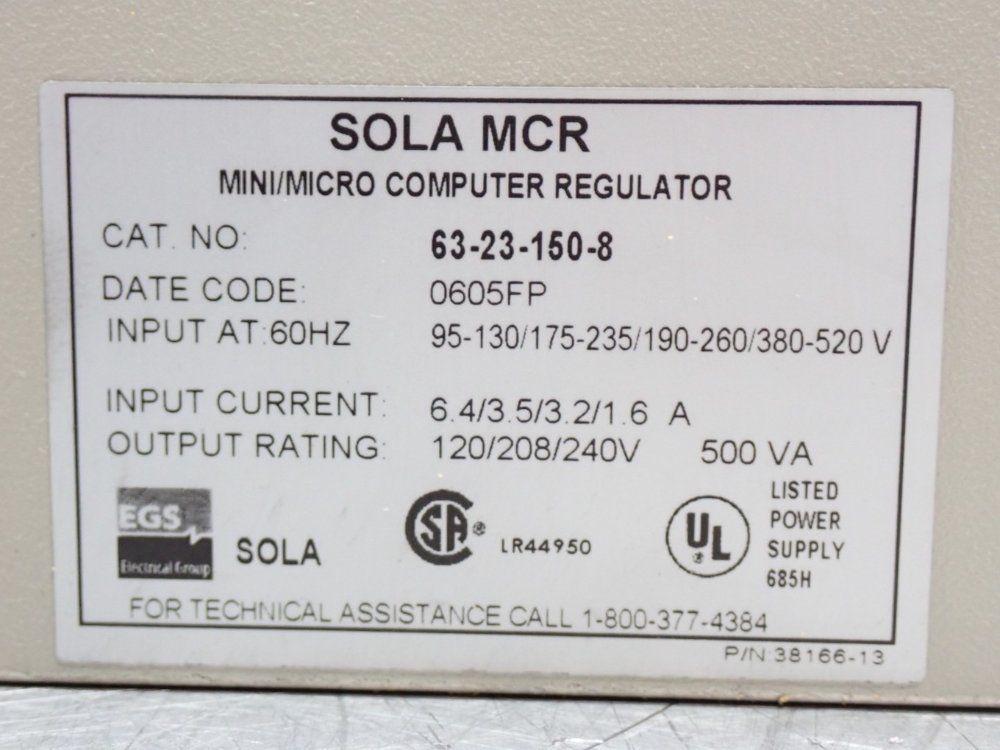 SOLA MCR
MINI/MICRO COMPUTER REGULATOR
CAT. NO: 63-23-150-8
DATE CODE: 0605FP
INPUT AT:60HZ 95-130/175-235/190-260/380-520 V
INPUT CURRENT: 6.4/3.5/3.2/1.6 A
OUTPUT RATING: 120/208/240V 500 VA
EGS
Electrical Group
SOLA
SA ®
LR44950
UL ®
LISTED
POWER
SUPPLY
685H
FOR TECHNICAL ASSISTANCE CALL 1-800-377-4384
P/N:38166-13